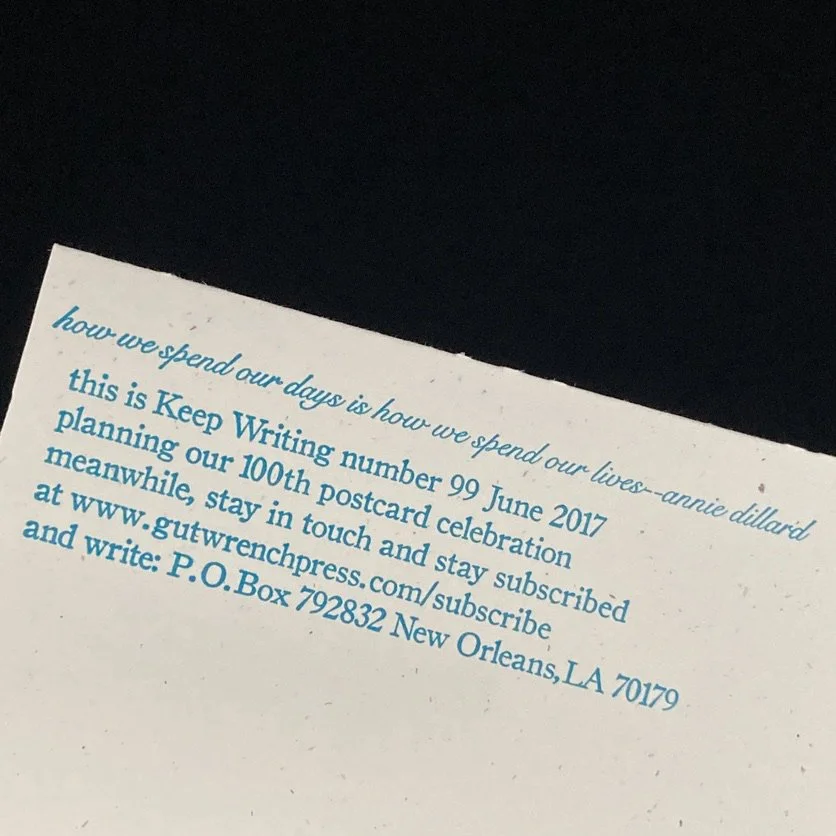 how we spend our days is how we spend our lives--annie dillard
this is Keep Writing number 99 June 2017
planning our 100th postcard celebration
meanwhile, stay in touch and stay subscribed
at www.gutwrenchpress.com/subscribe
and write: P.O.Box 792832 New Orleans,LA 70179